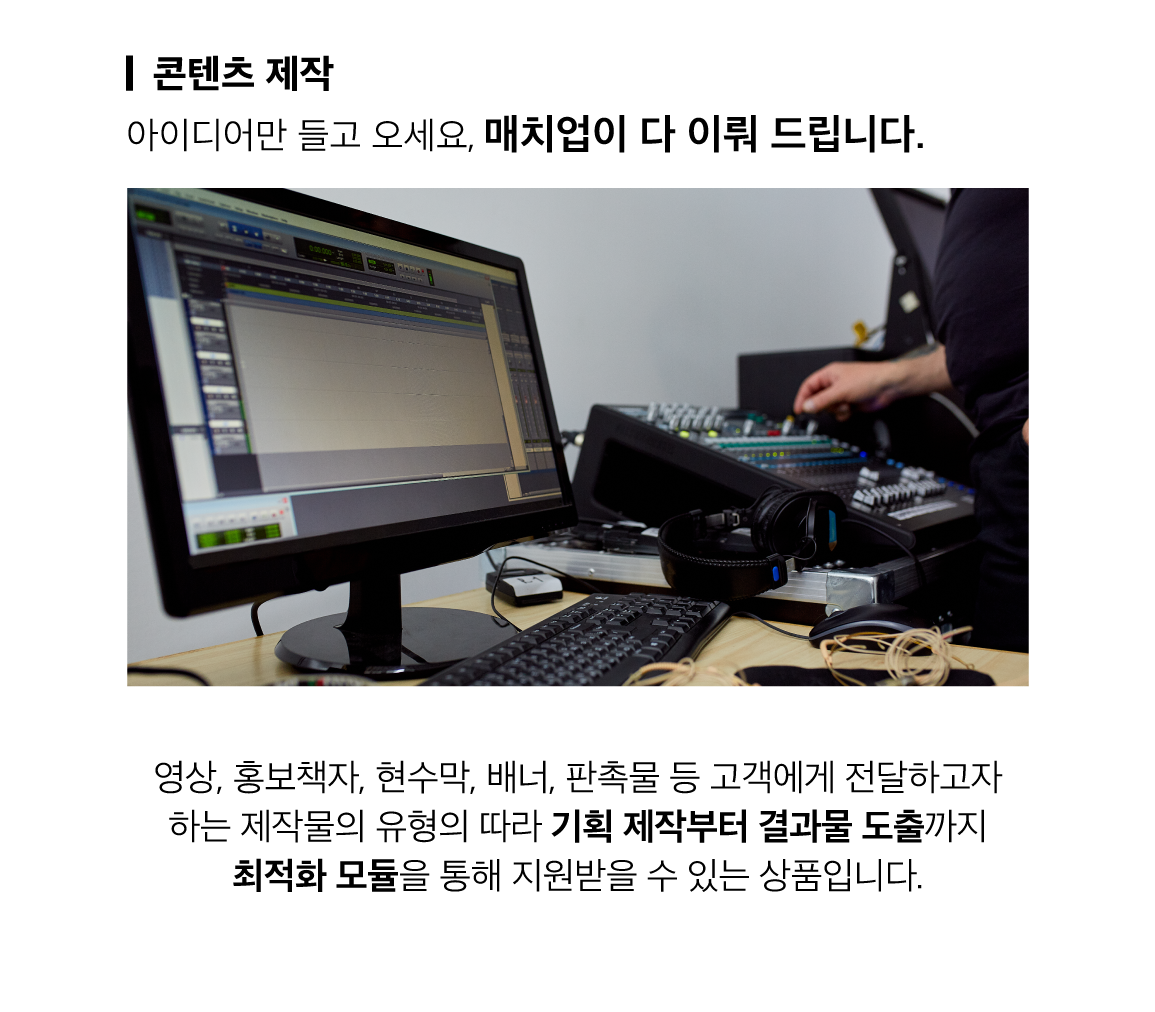 콘텐츠 제작
아이디어만 들고 오세요, 매치업이 다 이뤄 드립니다.
영상, 홍보책자, 현수막, 배너, 판촉물 등 고객에게 전달하고자
하는 제작물의 유형의 따라 기획 제작부터 결과물 도출까지
최적화 모듈을 통해 지원받을 수 있는 상품입니다.